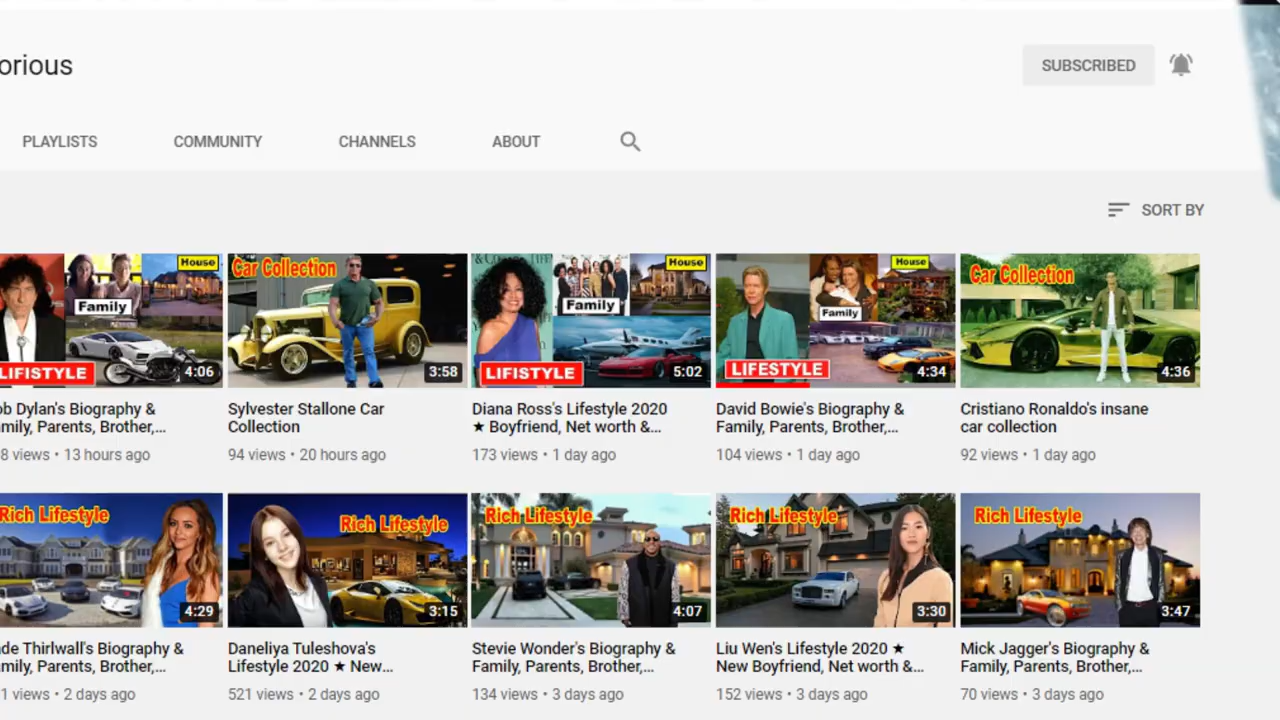 orious
SUBSCRIBED
PLAYLISTS
COMMUNITY
CHANNELS
ABOUT
SORT BY
House
Family
LIFISTYLE
4:06
Car Collection
3:58
House
Family
LIFISTYLE
5:02
House
Family
LIFESTYLE
4:34
Car Collection
4:36
ob Dylan's Biography &
mily, Parents, Brother,...
8 views • 13 hours ago
Sylvester Stallone Car
Collection
94 views • 20 hours ago
Diana Ross's Lifestyle 2020
★ Boyfriend, Net worth &...
173 views • 1 day ago
David Bowie's Biography &
Family, Parents, Brother,...
104 views • 1 day ago
Cristiano Ronaldo's insane
car collection
92 views • 1 day ago
Rich Lifestyle
4:29
Rich Lifestyle
3:15
Rich Lifestyle
4:07
Rich Lifestyle
3:30
Rich Lifestyle
3:47
de Thirlwall's Biography &
mily, Parents, Brother,...
1 views • 2 days ago
Daneliya Tuleshova's
Lifestyle 2020 ★ New...
521 views • 2 days ago
Stevie Wonder's Biography &
Family, Parents, Brother,...
134 views • 3 days ago
Liu Wen's Lifestyle 2020 ★
New Boyfriend, Net worth &...
152 views • 3 days ago
Mick Jagger's Biography &
Family, Parents, Brother,...
70 views • 3 days ago